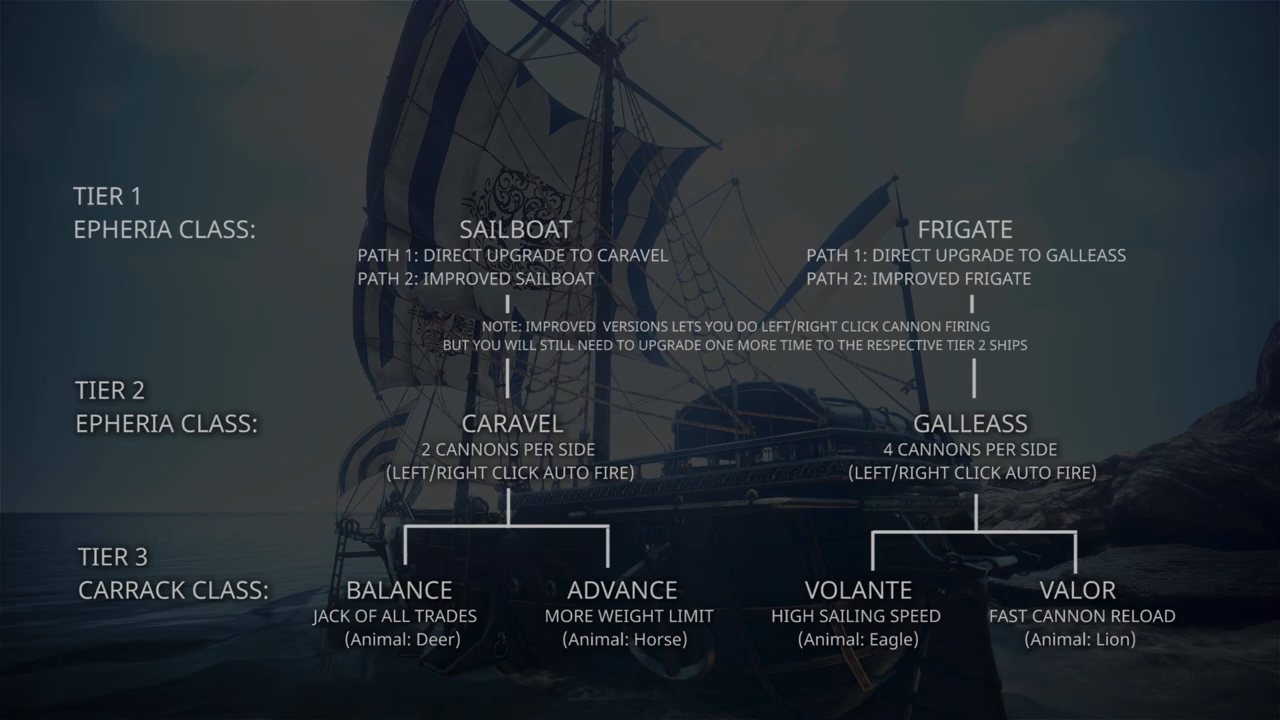 TIER 1
EPHERIA CLASS:
SAILBOAT
PATH 1: DIRECT UPGRADE TO CARAVEL
PATH 2: IMPROVED SAILBOAT
FRIGATE
PATH 1: DIRECT UPGRADE TO GALLEASS
PATH 2: IMPROVED FRIGATE
NOTE: IMPROVED  VERSIONS LETS YOU DO LEFT/RIGHT CLICK CANNON FIRING
BUT YOU WILL STILL NEED TO UPGRADE ONE MORE TIME TO THE RESPECTIVE TIER 2 SHIPS
TIER 2
EPHERIA CLASS:
CARAVEL
2 CANNONS PER SIDE
(LEFT/RIGHT CLICK AUTO FIRE)
GALLEASS
4 CANNONS PER SIDE
(LEFT/RIGHT CLICK AUTO FIRE)
TIER 3
CARRACK CLASS:
BALANCE
JACK OF ALL TRADES
(Animal: Deer)
ADVANCE
MORE WEIGHT LIMIT
(Animal: Horse)
VOLANTE
HIGH SAILING SPEED
(Animal: Eagle)
VALOR
FAST CANNON RELOAD
(Animal: Lion)